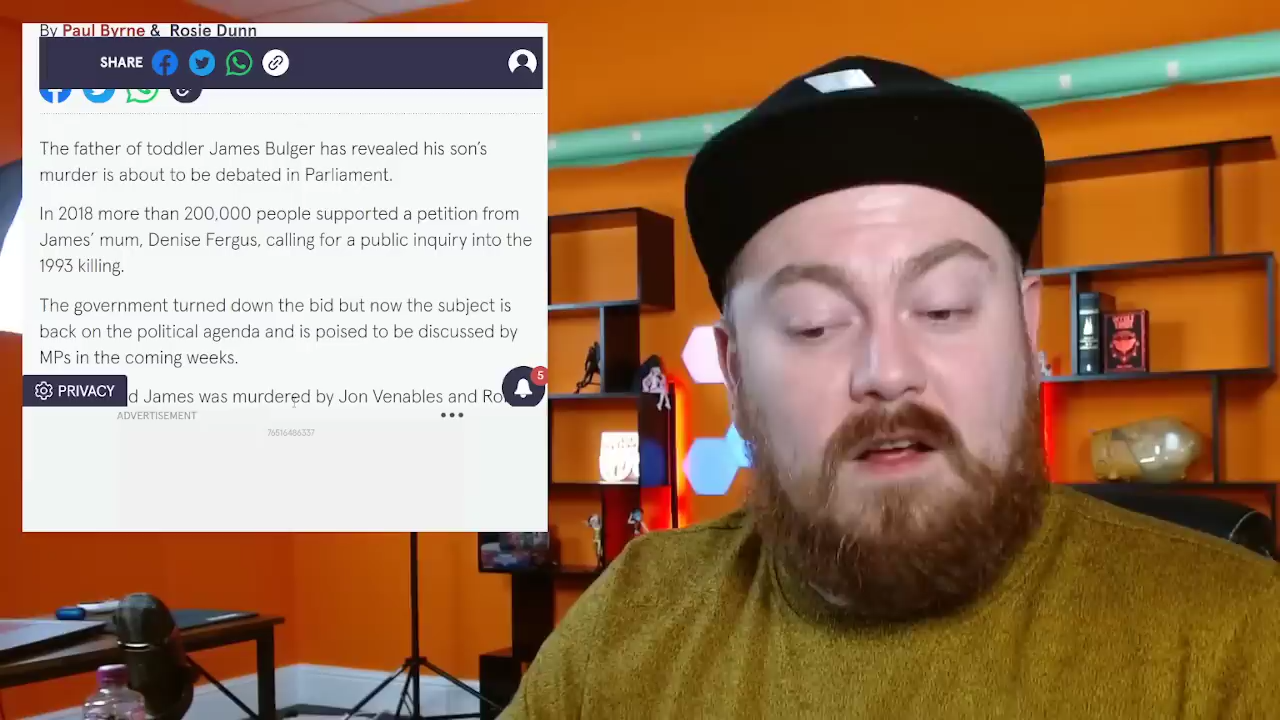 By Paul Byrne & Rosie Dunn
SHARE
The father of toddler James Bulger has revealed his son's
murder is about to be debated in Parliament.
In 2018 more than 200,000 people supported a petition from
James' mum, Denise Fergus, calling for a public inquiry into the
1993 killing.
The government turned down the bid but now the subject is
back on the political agenda and is poised to be discussed by
MPs in the coming weeks.
5
PRIVACY
James was murdered by Jon Venables and
ADVERTISEMENT
76516486337